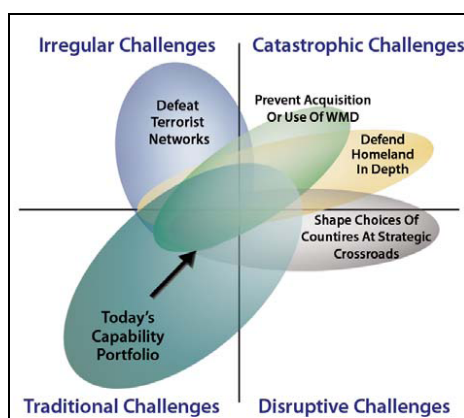 Irregular Challenges
Catastrophic Challenges
Defeat
Terrorist
Networks
Prevent Acquisition
Or Use Of WMD
Defend
Homeland
In Depth
Shape Choices Of
Countires At Strategic
Crossroads
Today's
Capability
Portfolio
Traditional Challenges
Disruptive Challenges